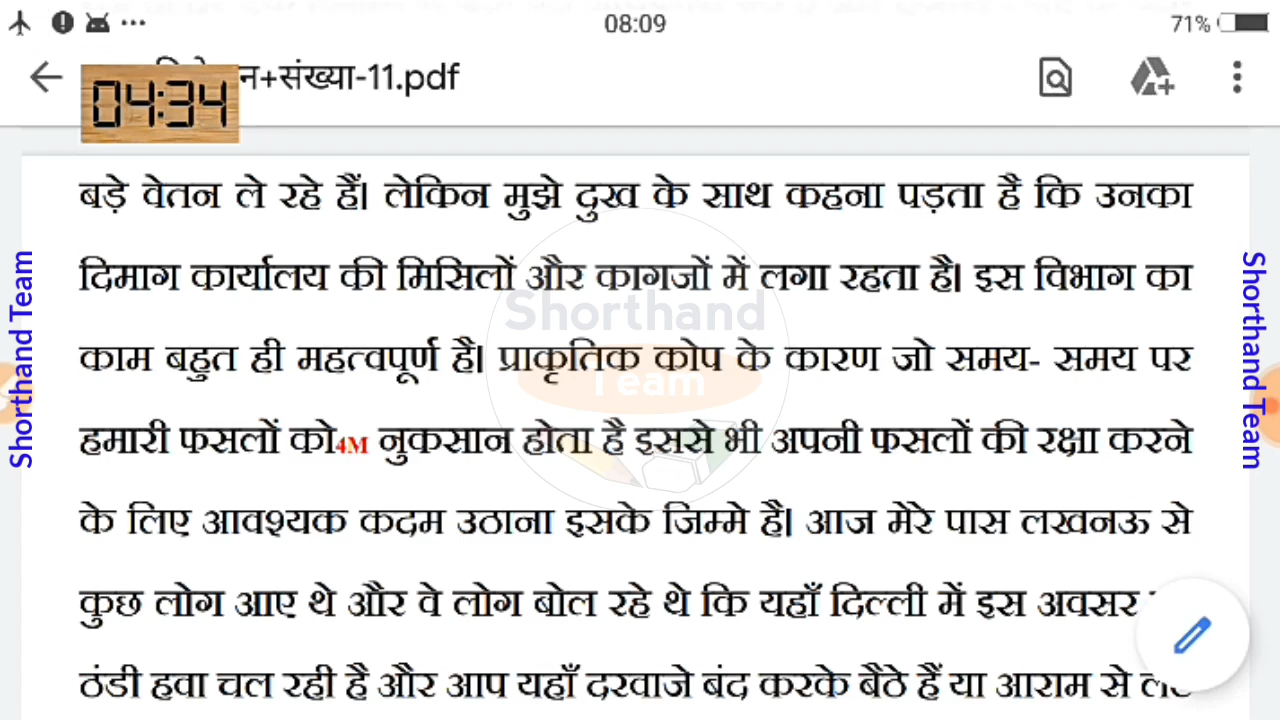 08:09
71%
न+संख्या-11.pdf
04:34
बड़े वेतन ले रहे हैं। लेकिन मुझे दुख के साथ कहना पड़ता है कि उनका
दिमाग कार्यालय की मिसिलों और कागजों में लगा रहता है। इस विभाग का
काम बहुत ही महत्वपूर्ण है। प्राकृतिक कोप के कारण जो समय- समय पर
हमारी फसलों को4M नुकसान होता है इससे भी अपनी फसलों की रक्षा करने
के लिए आवश्यक कदम उठाना इसके जिम्मे है। आज मेरे पास लखनऊ से
कुछ लोग आए थे और वे लोग बोल रहे थे कि यहाँ दिल्ली में इस अवसर
ठंडी हवा चल रही है और आप यहाँ दरवाजे बंद करके बैठे हैं या आराम से
Shorthand Team
Shorthand Team
Shorthand
Team